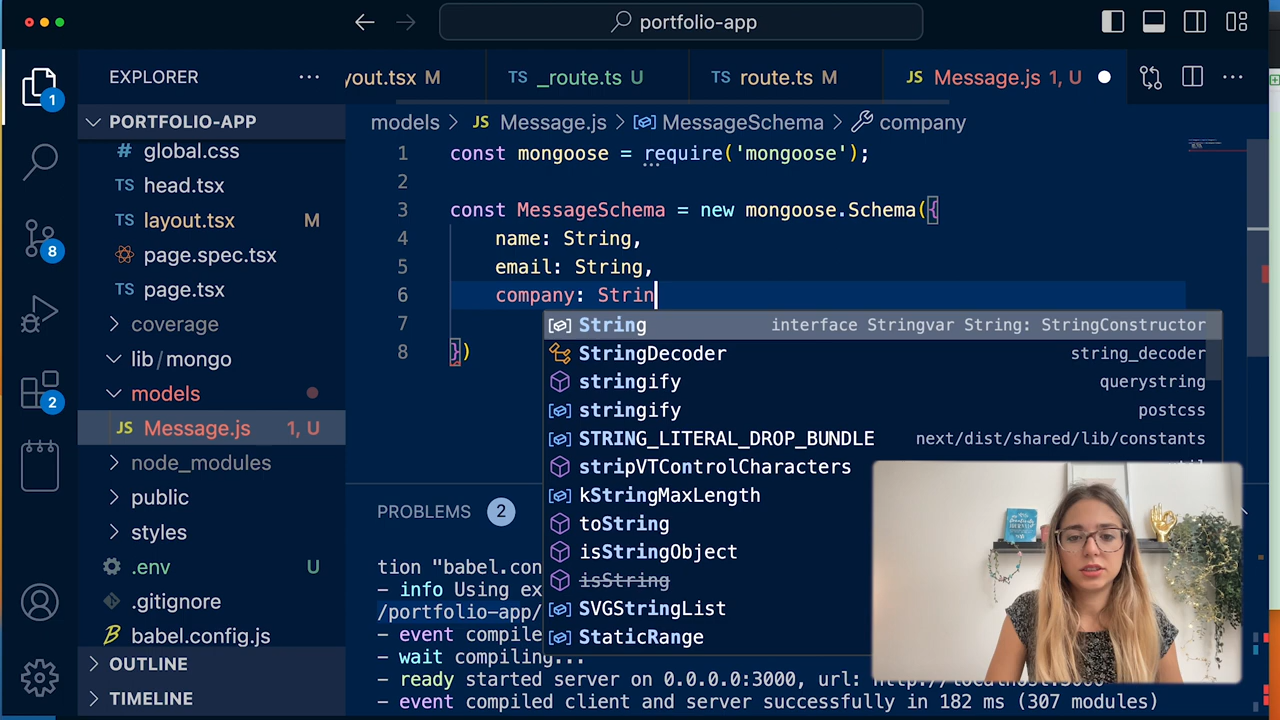 portfolio-app
EXPLORER
yout.tsx M
TS _route.ts U
TS route.ts M
JS Message.js 1, U
1
PORTFOLIO-APP
models > JS Message.js > MessageSchema > company
# global.css
TS head.tsx
TS layout.tsx M
page.spec.tsx
TS page.tsx
coverage
lib/mongo
models
JS Message.js 1, U
node_modules
public
styles
.env U
.gitignore
babel.config.js
OUTLINE
TIMELINE
8
2
1 const mongoose = require('mongoose');
2
3 const MessageSchema = new mongoose.Schema({
4 name: String,
5 email: String,
6 company: Strin
7
8 })
String interface Stringvar String: StringConstructor
StringDecoder string_decoder
stringify querystring
stringify postcss
STRING_LITERAL_DROP_BUNDLE next/dist/shared/lib/constants
stripVTControlCharacters
kStringMaxLength
toString
isStringObject
isString
SVGStringList
StaticRange
PROBLEMS 2
tion "babel.con
- info Using ex
/portfolio-app/
- event compile
- wait compiling...
- ready started server on 0.0.0.0:3000, url:
- event compiled client and server successfully in 182 ms (307 modules)